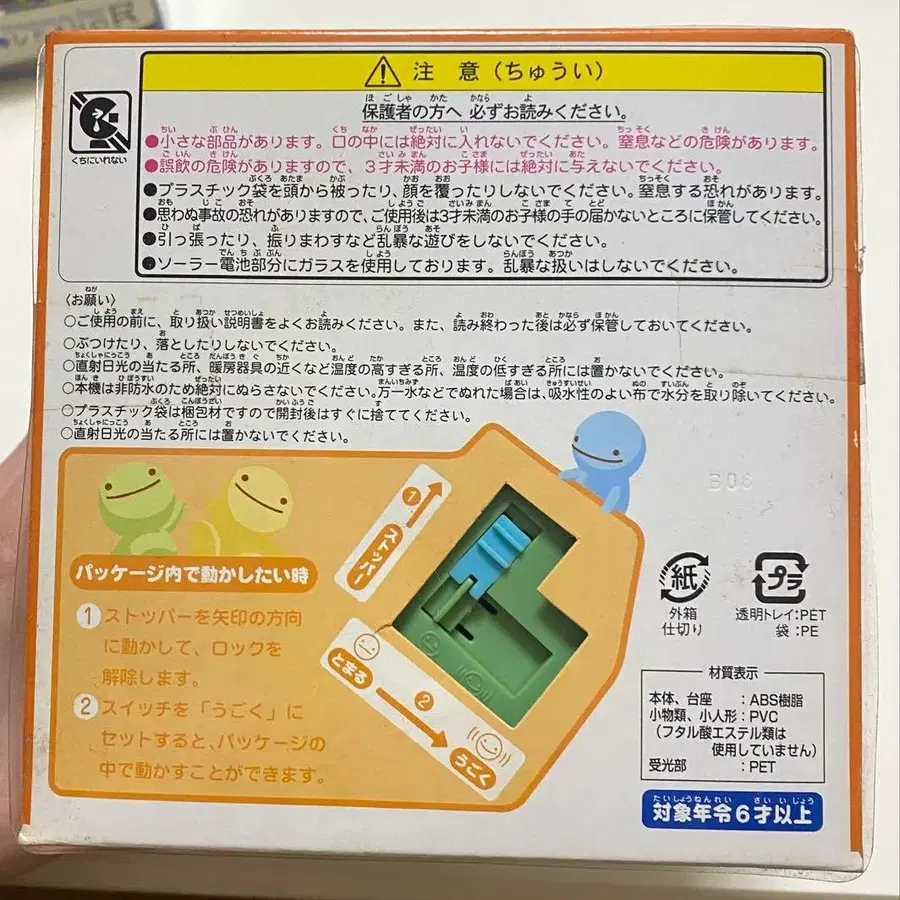 注 意(ちゅうい)
保護者の方へ 必ずお読みください。
くちにいれない
●小さな部品があります。口の中には絶対に入れないでください。窒息などの危険があります。
●誤飲の危険がありますので、3才未満のお子様には絶対に与えないでください。
●プラスチック袋を頭から被ったり、顔を覆ったりしないでください。窒息する恐れがあります。
●思わぬ事故の恐れがありますので、ご使用後は3才未満のお子様の手の届かないところに保管してください。
●引っ張ったり、振りまわすなど乱暴な遊びをしないでください。
●ソーラー電池部分にガラスを使用しております。乱暴な扱いはしないでください。
〈お願い〉
○ご使用の前に、取り扱い説明書をよくお読みください。また、読み終わった後は必ず保管しておいてください。
○ぶつけたり、落としたりしないでください。
○直射日光の当たる所、暖房器具の近くなど温度の高すぎる所、温度の低すぎる所には置かないでください。
○本機は非防水のため絶対にぬらさないでください。万一水などでぬれた場合は、吸水性のよい布で水分を取り除いてください。
○プラスチック袋は梱包材ですので開封後はすぐに捨ててください。
○直射日光の当たる所には置かないでください。
パッケージ内で動かしたい時
1 ストッパーを矢印の方向
に動かして、ロックを
解除します。
2 スイッチを「うごく」に
セットすると、パッケージの
中で動かすことができます。
1
ストッパー
とまる
2
うごく
B06
紙
外箱
仕切り
プラ
透明トレイ:PET
袋:PE
材質表示
本体、台座 : ABS樹脂
小物類、小人形 : PVC
(フタル酸エステル類は
使用していません)
受光部 : PET
対象年令6才以上